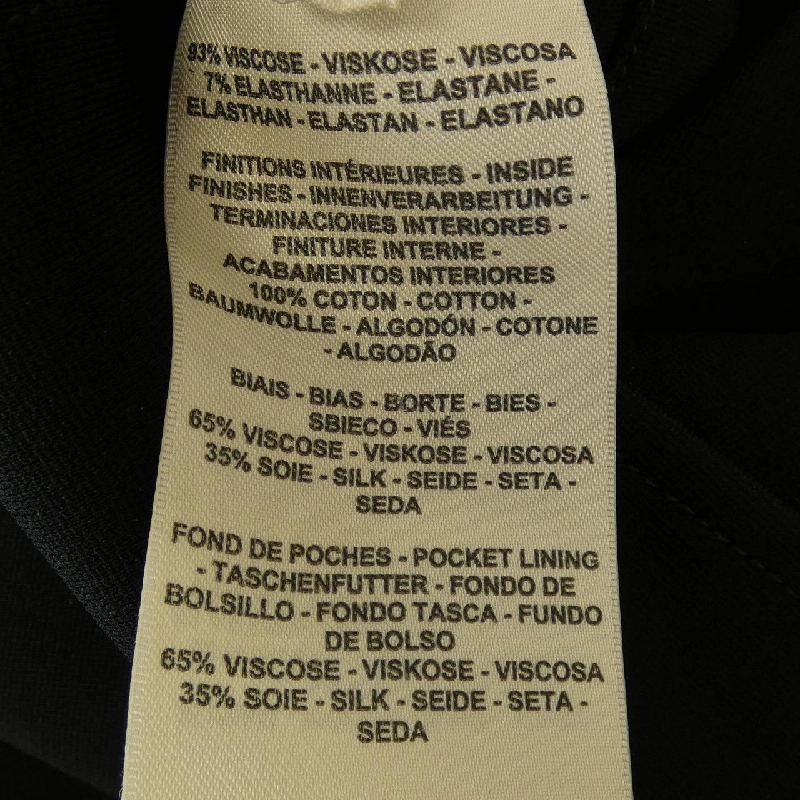 93% VISCOSE - VISKOSE - VISCOSA
7% ELASTHANNE - ELASTANE -
ELASTHAN - ELASTAN - ELASTANO
FINITIONS INTÉRIEURES - INSIDE
FINISHES - INNENVERARBEITUNG -
TERMINACIONES INTERIORES -
FINITURE INTERNE -
ACABAMENTOS INTERIORES
100% COTON - COTTON -
BAUMWOLLE - ALGODÓN - COTONE
- ALGODÃO
BIAIS - BIAS - BORTE - BIES -
SBIECO - VIÉS
65% VISCOSE - VISKOSE - VISCOSA
35% SOIE - SILK - SEIDE - SETA -
SEDA
FOND DE POCHES - POCKET LINING
- TASCHENFUTTER - FONDO DE
BOLSILLO - FONDO TASCA - FUNDO
DE BOLSO
65% VISCOSE - VISKOSE - VISCOSA
35% SOIE - SILK - SEIDE - SETA -
SEDA